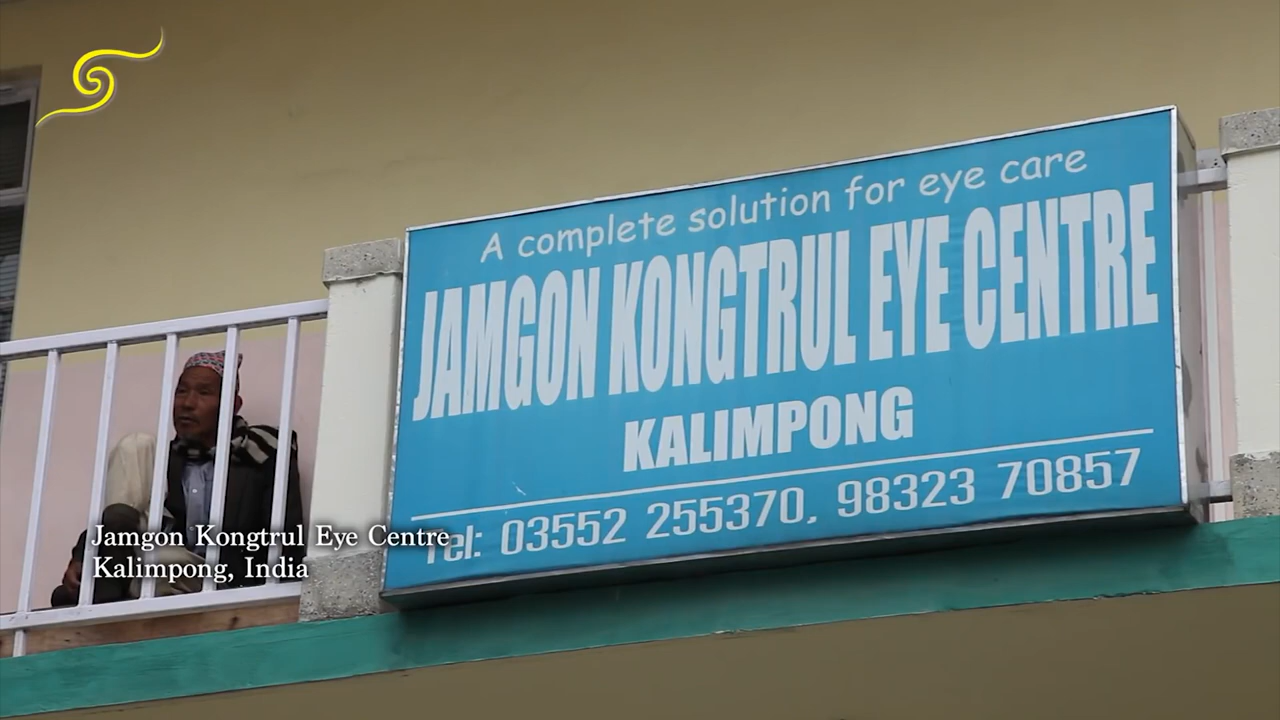 A complete solution for eye care
JAMGON KONGTRUL EYE CENTRE
KALIMPONG
Tel: 03552 255370, 98323 70857
Jamgon Kongtrul Eye Centre
Kalimpong, India